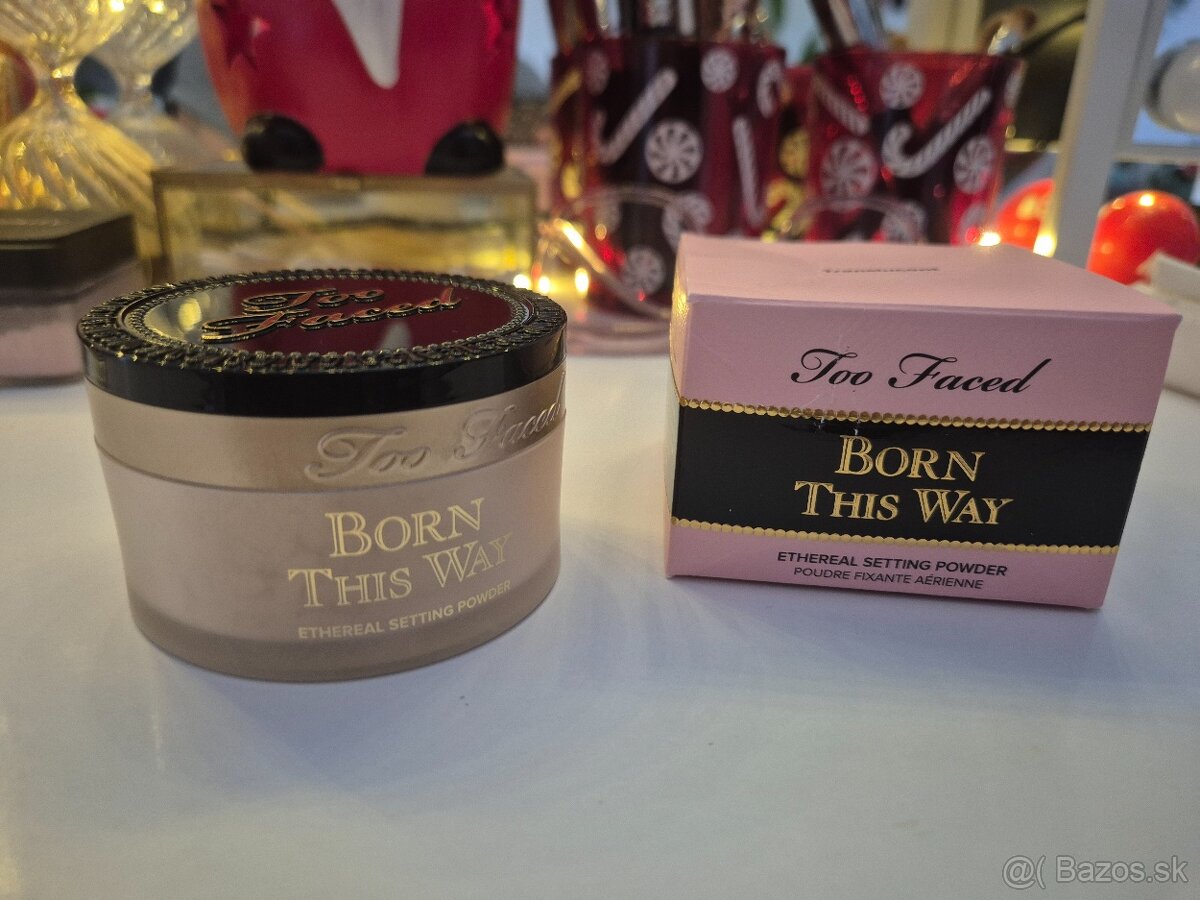 Too
Faced
Too Faced
BORN
THIS WAY
ETHEREAL SETTING POWDER
Translucent
Too Faced
BORN
THIS WAY
ETHEREAL SETTING POWDER
POUDRE FIXANTE AÉRIENNE
@( Bazos.sk